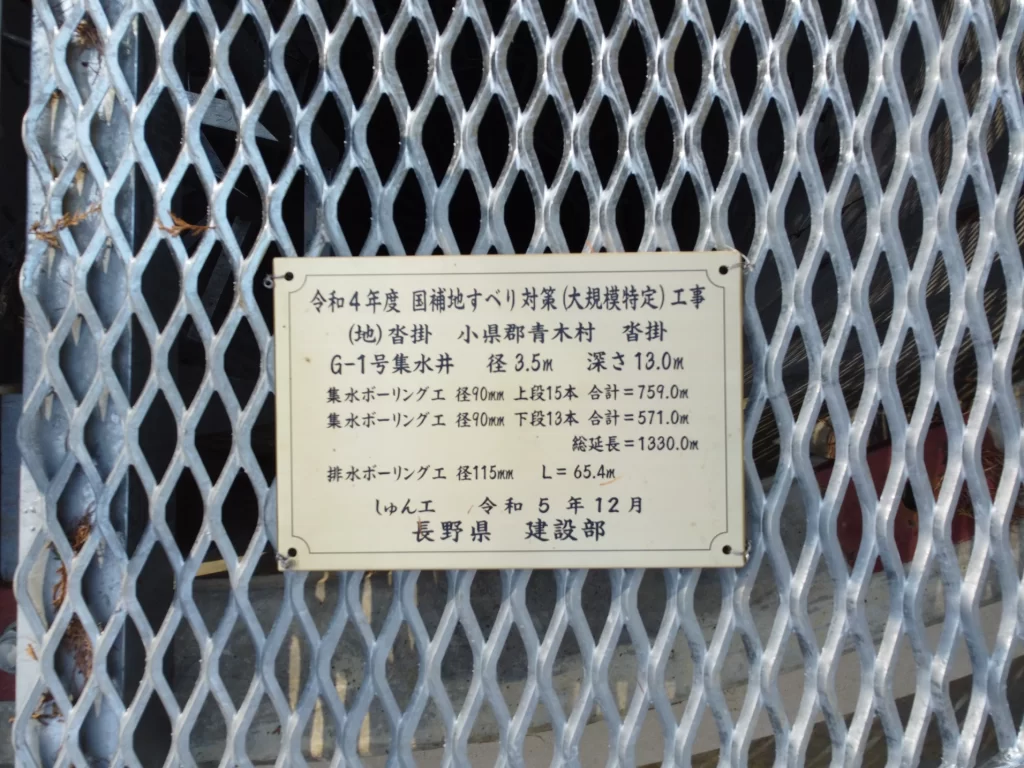 令和4年度 国補地すべり対策(大規模特定)工事
(地)沓掛 小県郡青木村 沓掛
G-1号集水井 径3.5m 深さ13.0m
集水ボーリング工 径90mm 上段15本 合計=759.0m
集水ボーリング工 径90mm 下段13本 合計=571.0m
総延長=1330.0m
排水ボーリング工 径115mm L=65.4m
しゅん工 令和5年12月
長野県 建設部